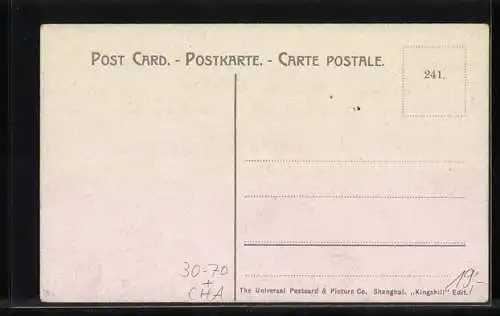 POST CARD. - POSTKARTE. - CARTE POSTALE.
241.
30-70
+
CHA
19,-
The Universal Postcard & Picture Co. Shanghai. „Kingshill" Edit.